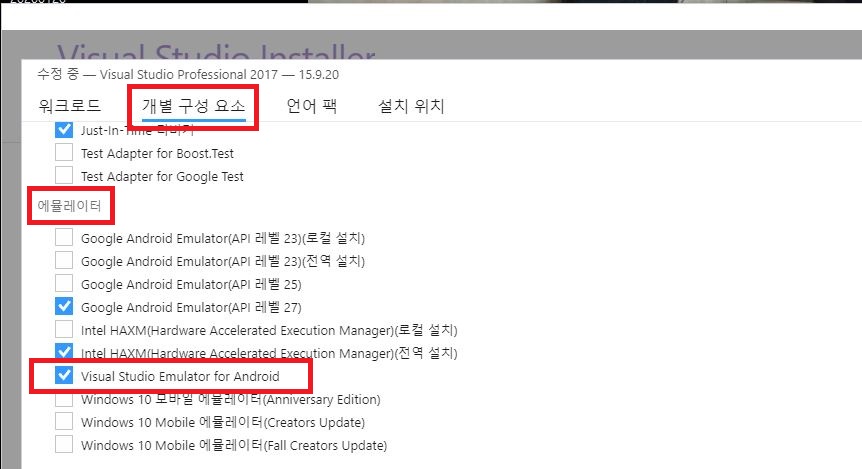 Visual Studio Installer
수정 중 — Visual Studio Professional 2017 — 15.9.20
워크로드 개별 구성 요소 언어 팩 설치 위치
Just-In-Time 디버거
Test Adapter for Boost.Test
Test Adapter for Google Test
에뮬레이터
Google Android Emulator(API 레벨 23)(로컬 설치)
Google Android Emulator(API 레벨 23)(전역 설치)
Google Android Emulator(API 레벨 25)
Google Android Emulator(API 레벨 27)
Intel HAXM(Hardware Accelerated Execution Manager)(로컬 설치)
Intel HAXM(Hardware Accelerated Execution Manager)(전역 설치)
Visual Studio Emulator for Android
Windows 10 모바일 에뮬레이터(Anniversary Edition)
Windows 10 Mobile 에뮬레이터(Creators Update)
Windows 10 Mobile 에뮬레이터(Fall Creators Update)